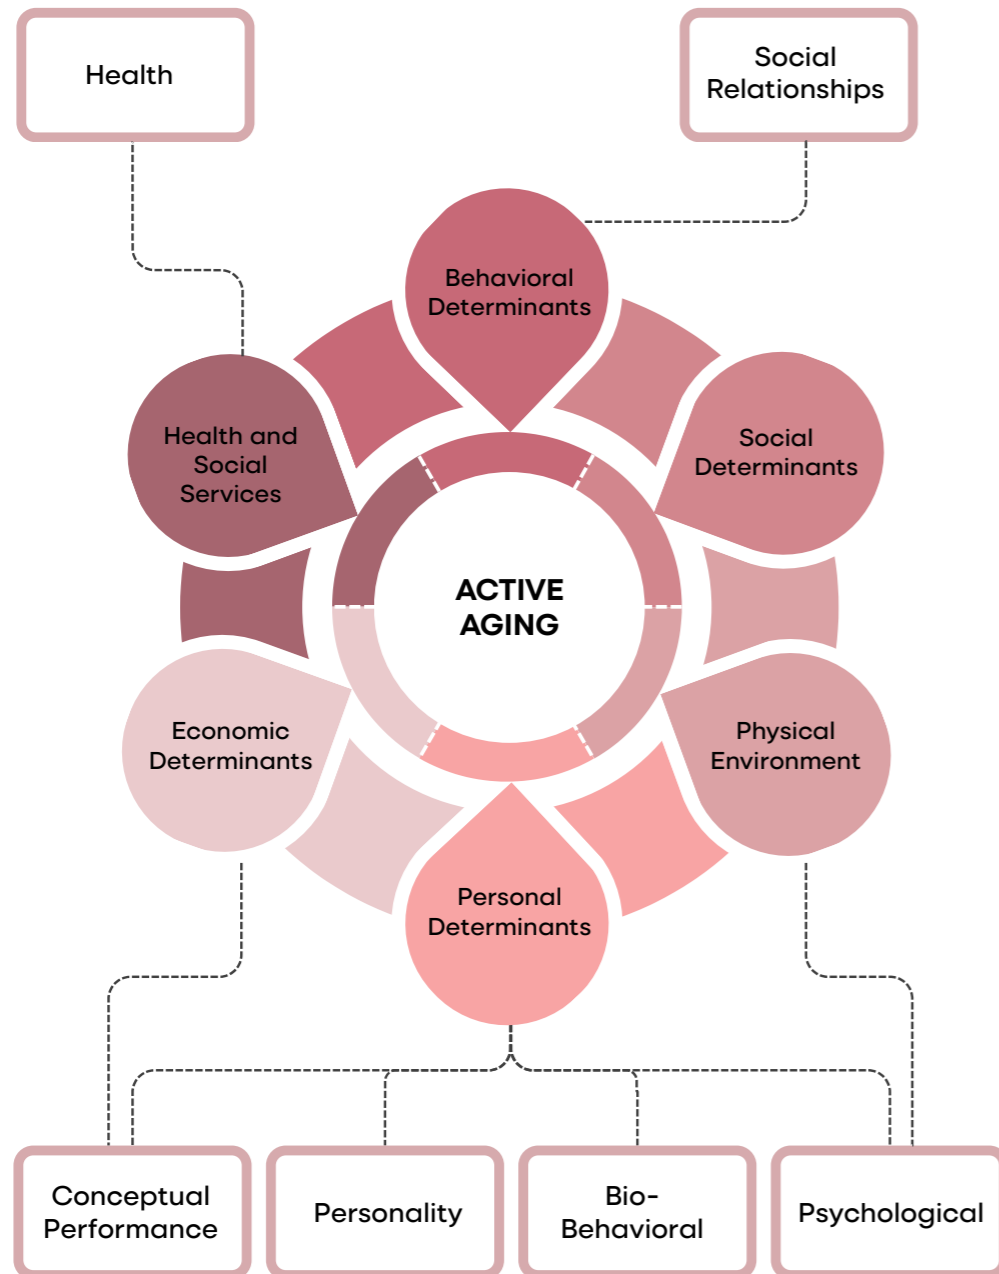 Health
Social
Relationships
Behavioral
Determinants
Health and
Social
Services
Social
Determinants
ACTIVE
AGING
Economic
Determinants
Physical
Environment
Personal
Determinants
Conceptual
Performance
Personality
Bio-
Behavioral
Psychological